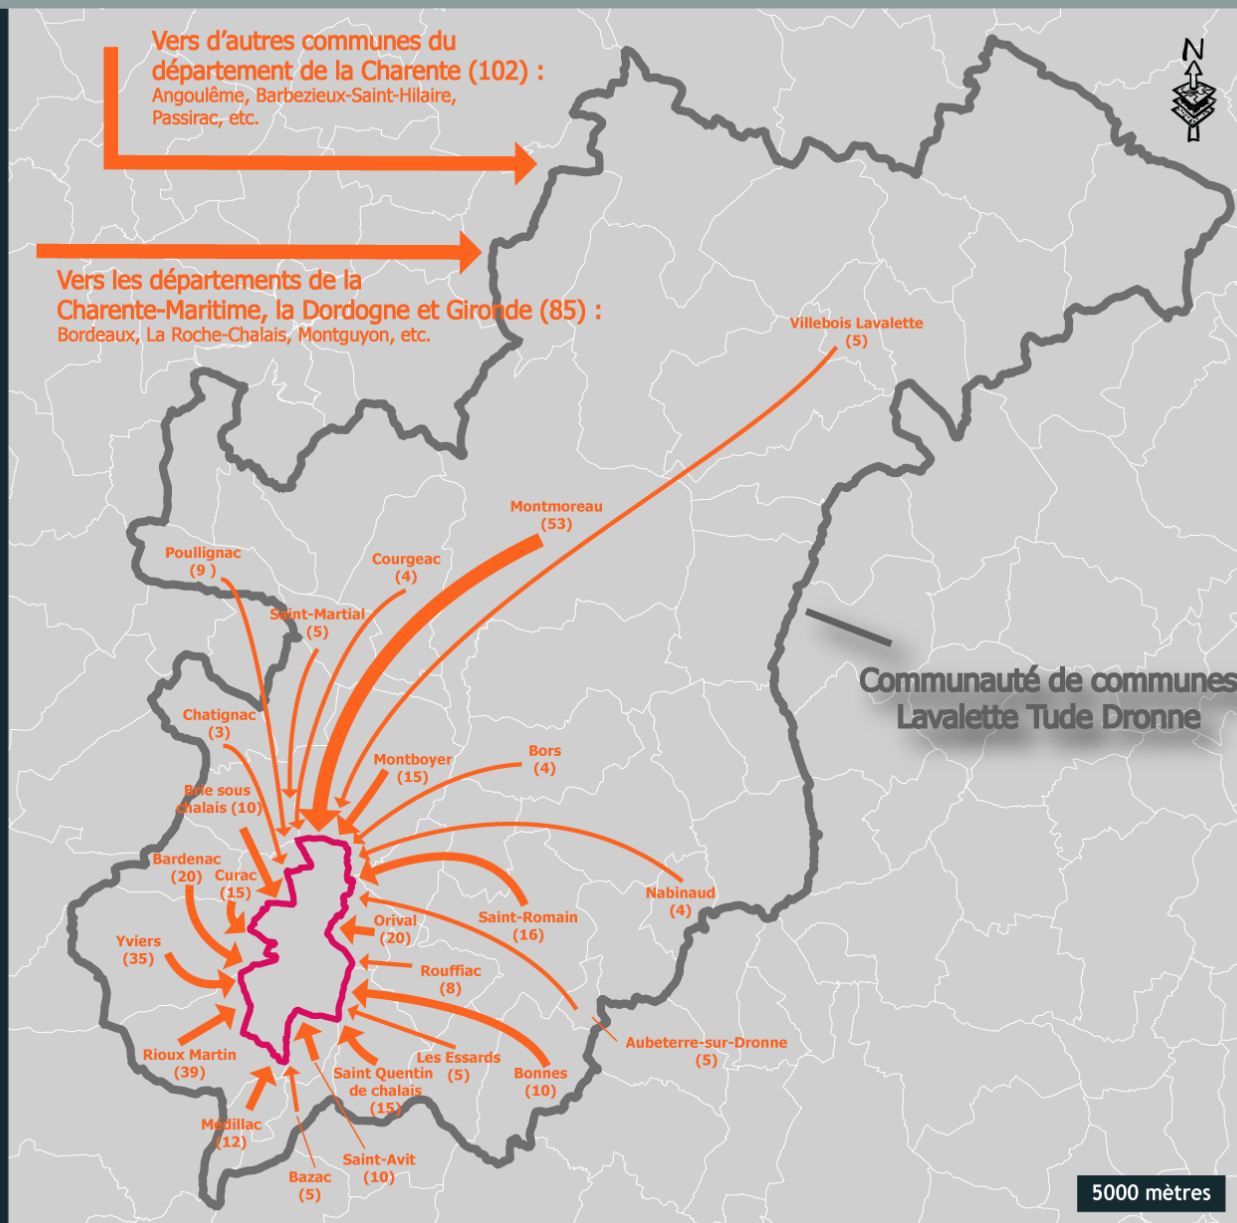 Vers d'autres communes du
département de la Charente (102) :
Angoulême, Barbezieux-Saint-Hilaire,
Passirac, etc.
N
Vers les départements de la
Charente-Maritime, la Dordogne et Gironde (85) :
Bordeaux, La Roche-Chalais, Montguyon, etc.
Villebois Lavalette
(5)
Montmoreau
(53)
Poullignac
(9 )
Courgeac
(4)
Saint-Martial
(5)
Communauté de communes
Lavalette Tude Dronne
Chatignac
(3)
Montboyer
(15)
Bors
(4)
Brie sous
chalais (10)
Bardenac
(20)
Curac
(15)
Nabinaud
(4)
Saint-Romain
(16)
Orival
(20)
Yviers
(35)
Rouffiac
(8)
Aubeterre-sur-Dronne
(5)
Rioux Martin
(39)
Les Essards
(5)
Saint Quentin
de chalais
(15)
Bonnes
(10)
Médillac
(12)
Saint-Avit
(10)
Bazac
(5)
5000 mètres